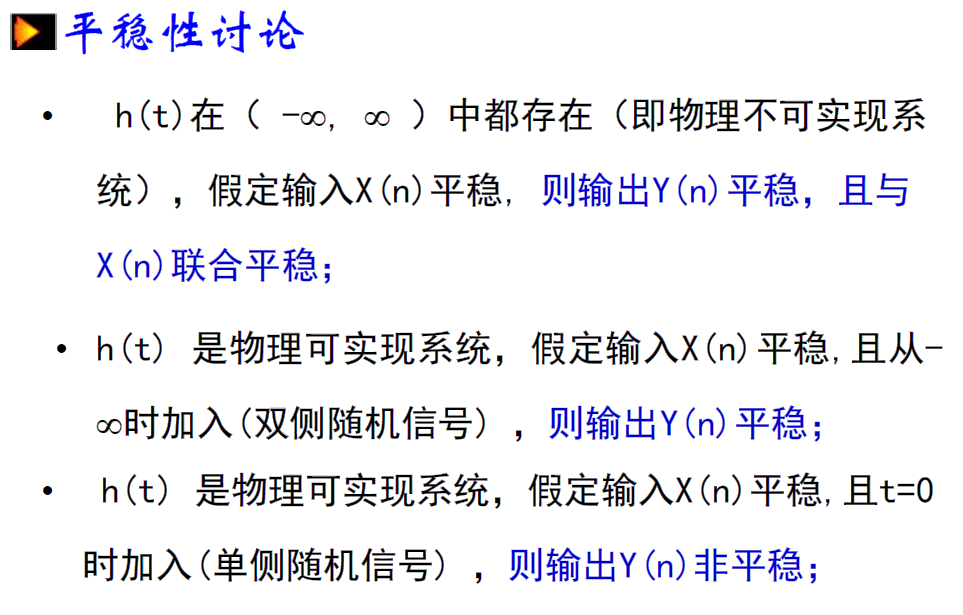 平稳性讨论
• h(t)在（ -∞, ∞ ）中都存在（即物理不可实现系
统），假定输入X(n)平稳, 则输出Y(n)平稳，且与
X(n)联合平稳；
• h(t) 是物理可实现系统，假定输入X(n)平稳,且从-
∞时加入(双侧随机信号) ，则输出Y(n)平稳；
• h(t) 是物理可实现系统，假定输入X(n)平稳,且t=0
时加入(单侧随机信号) ，则输出Y(n)非平稳；